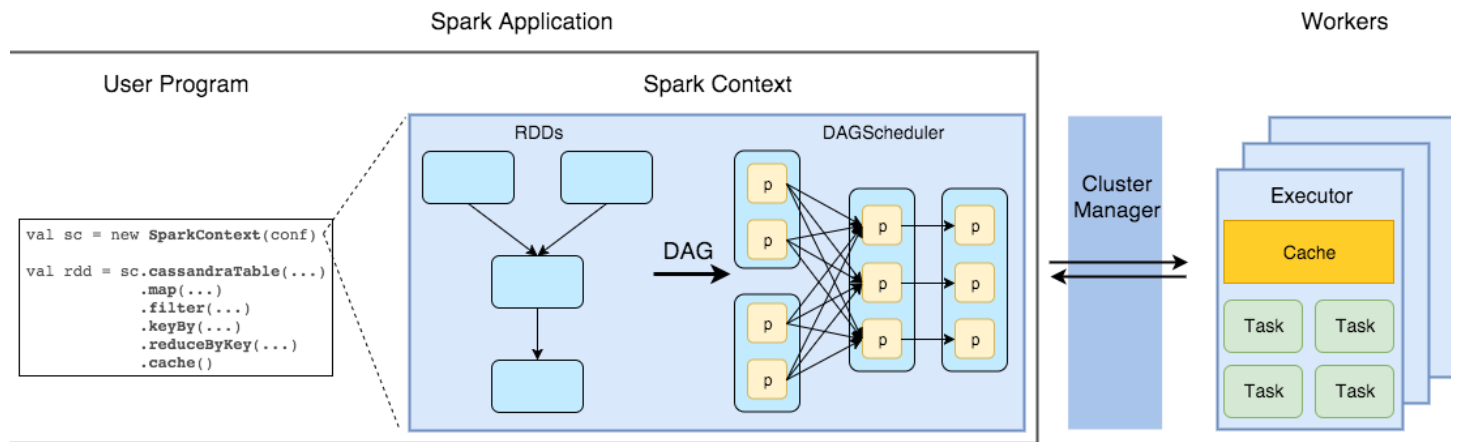 Spark Application
Workers
User Program
Spark Context
val sc = new SparkContext(conf)
val rdd = sc.cassandraTable(...)
.map(...)
.filter(...)
.keyBy(...)
.reduceByKey(...)
.cache()
RDDs
DAG
DAGScheduler
p
p
p
p
p
p
p
p
p
p
Cluster
Manager
Executor
Cache
Task
Task
Task
Task